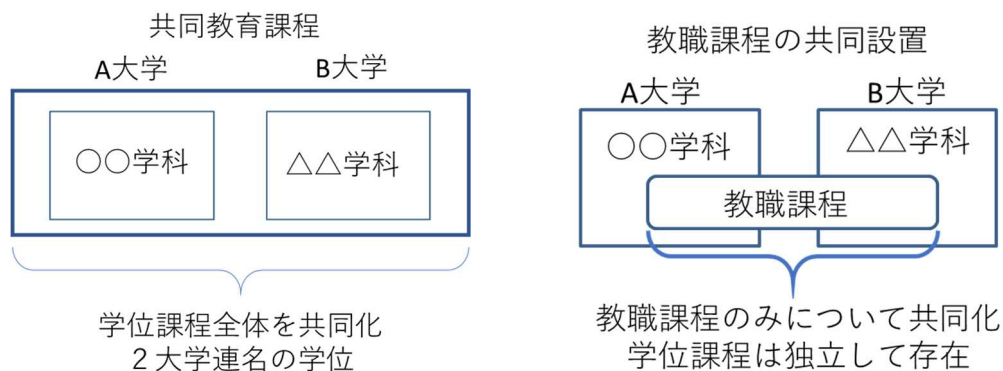 共同教育課程
A大学
B大学
○○学科
△△学科
学位課程全体を共同化
２大学連名の学位
教職課程の共同設置
A大学
B大学
○○学科
△△学科
教職課程
教職課程のみについて共同化
学位課程は独立して存在